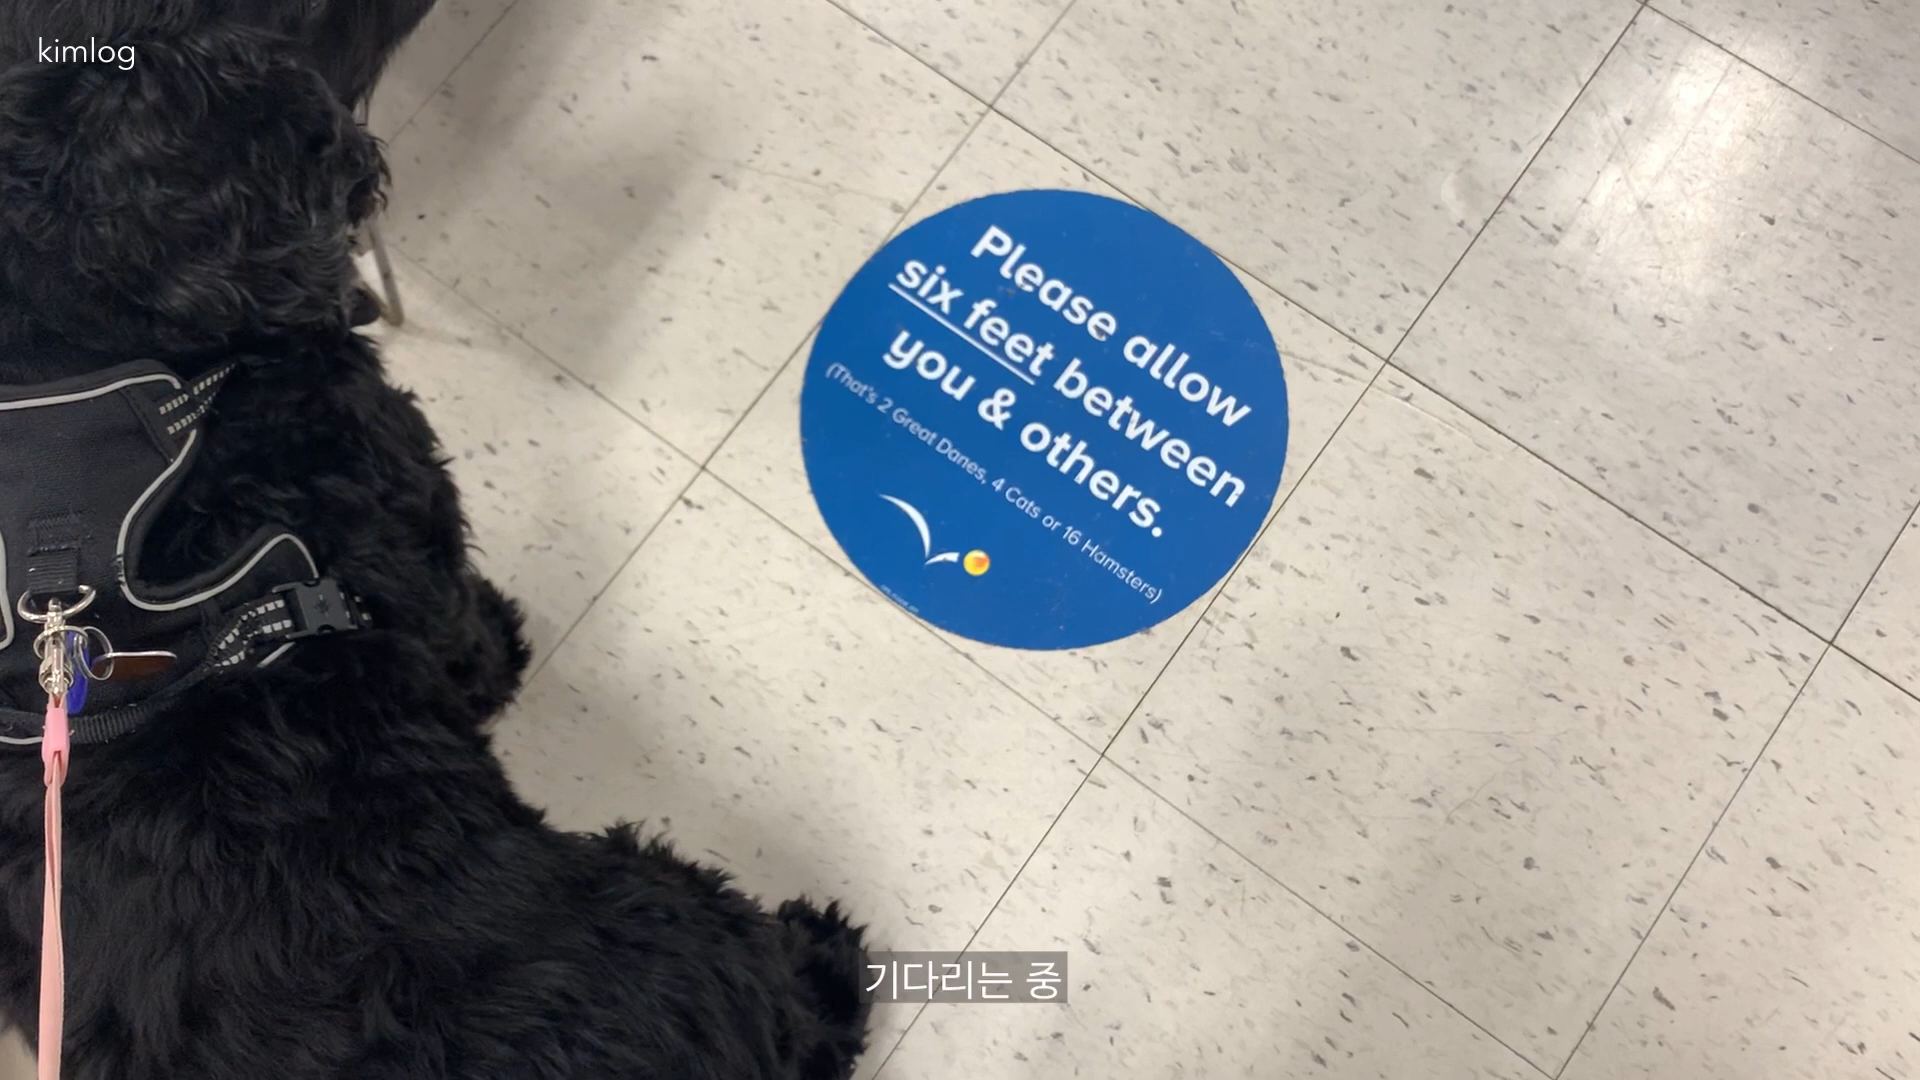 kimlog
Please allow
six feet between
you & others.
(That's 2 Great Danes, 4 Cats or 16 Hamsters)
기다리는 중